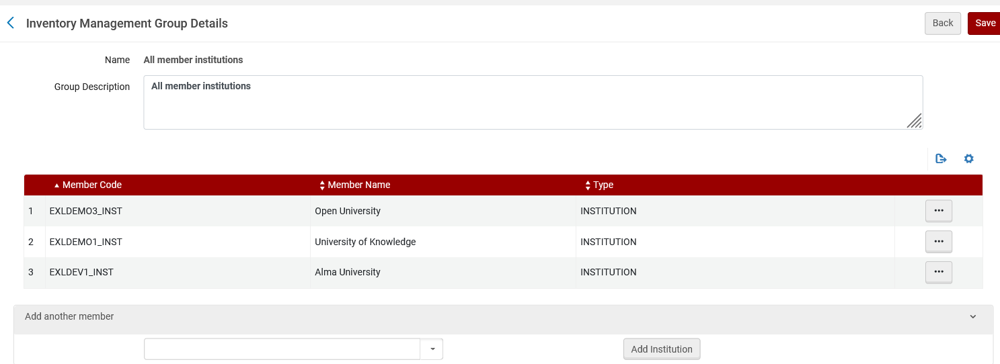 Inventory Management Group Details
Back
Save
Name
All member institutions
Group Description
All member institutions
Member Code
Member Name
Type
1 EXLDEMO3_INST Open University INSTITUTION
2 EXLDEMO1_INST University of Knowledge INSTITUTION
3 EXLDEV1_INST Alma University INSTITUTION
Add another member
Add Institution